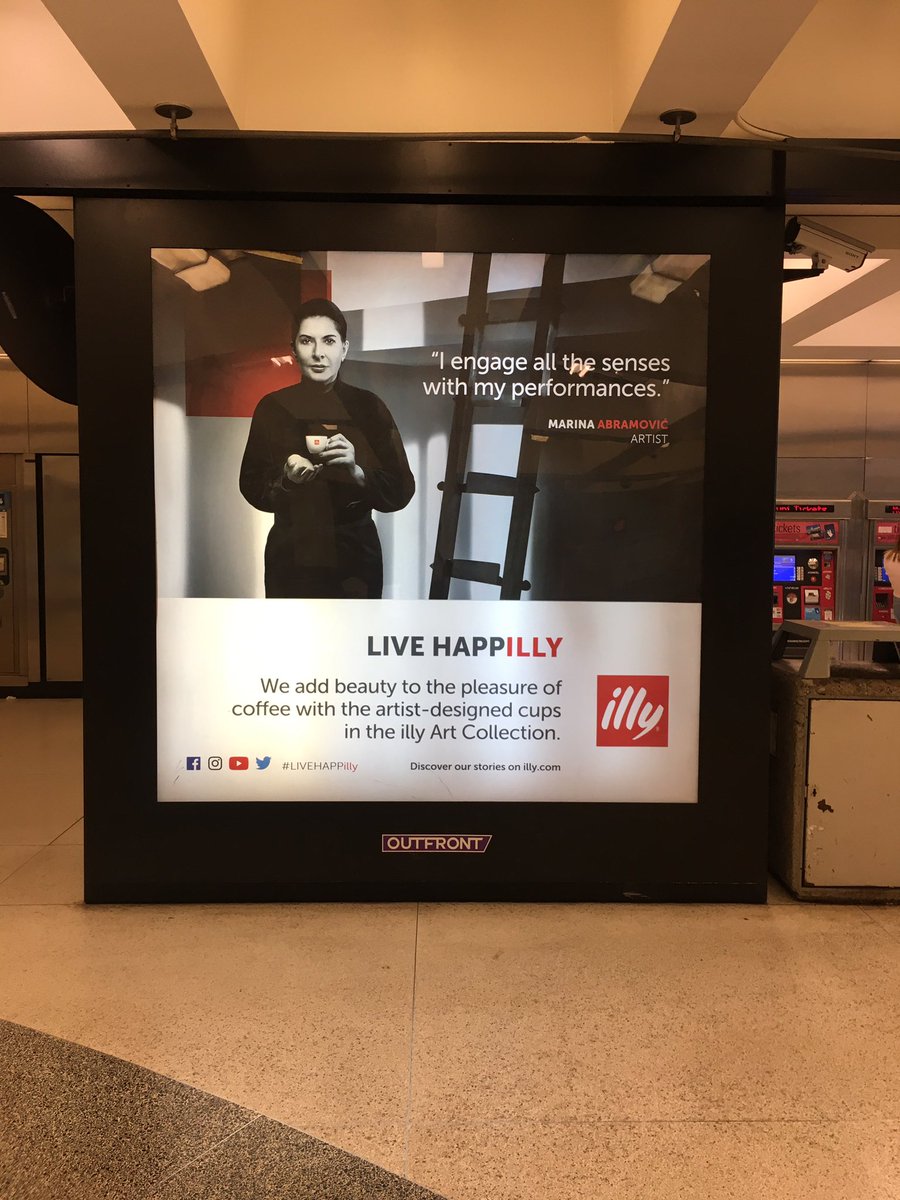 “I engage all the senses
with my performances.”
MARINA ABRAMOVIĆ
ARTIST
LIVE HAPPILLY
We add beauty to the pleasure of
coffee with the artist-designed cups
in the illy Art Collection.
illy
#LIVEHAPPilly
Discover our stories on illy.com
OUTFRONT
SONY
Tickets